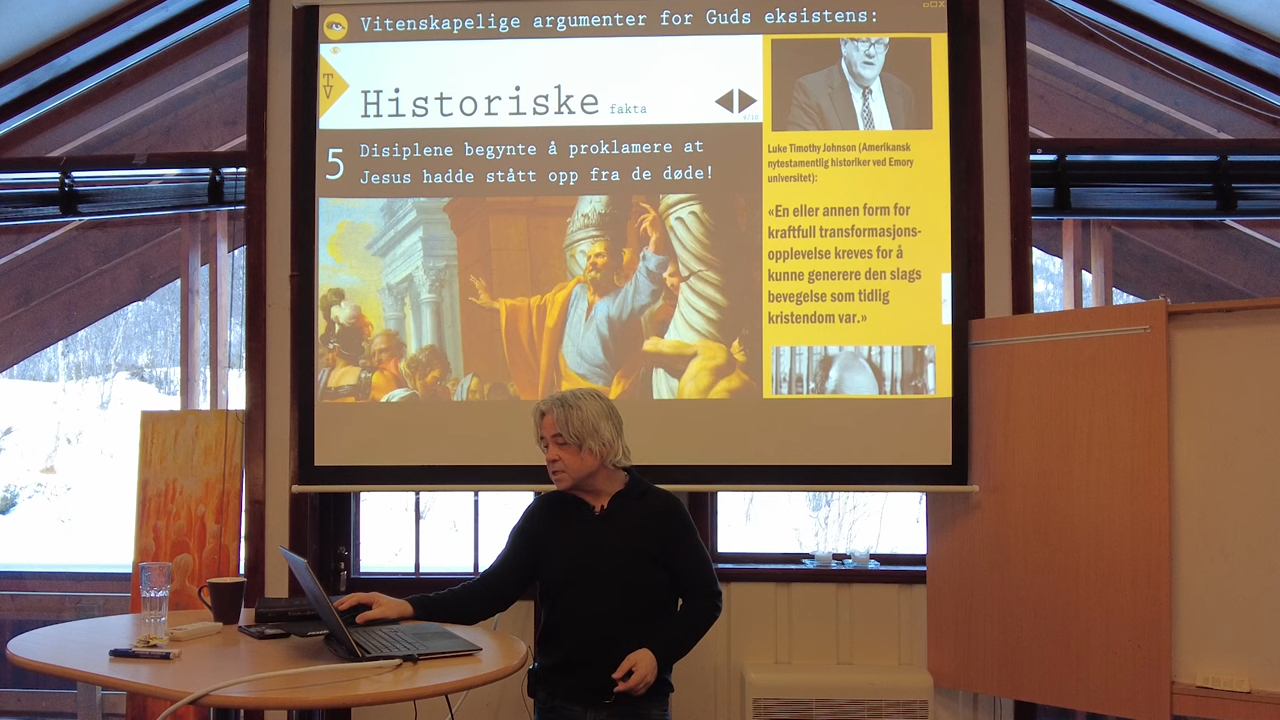 Vitenskapelige argumenter for Guds eksistens:
TV
Historiske fakta
5 Disiplene begynte å proklamere at
Jesus hadde stått opp fra de døde!
Luke Timothy Johnson (Amerikansk
nytestamentlig historiker ved Emory
universitet):
«En eller annen form for
kraftfull transformasjons-
opplevelse kreves for å
kunne generere den slags
bevegelse som tidlig
kristendom var.»